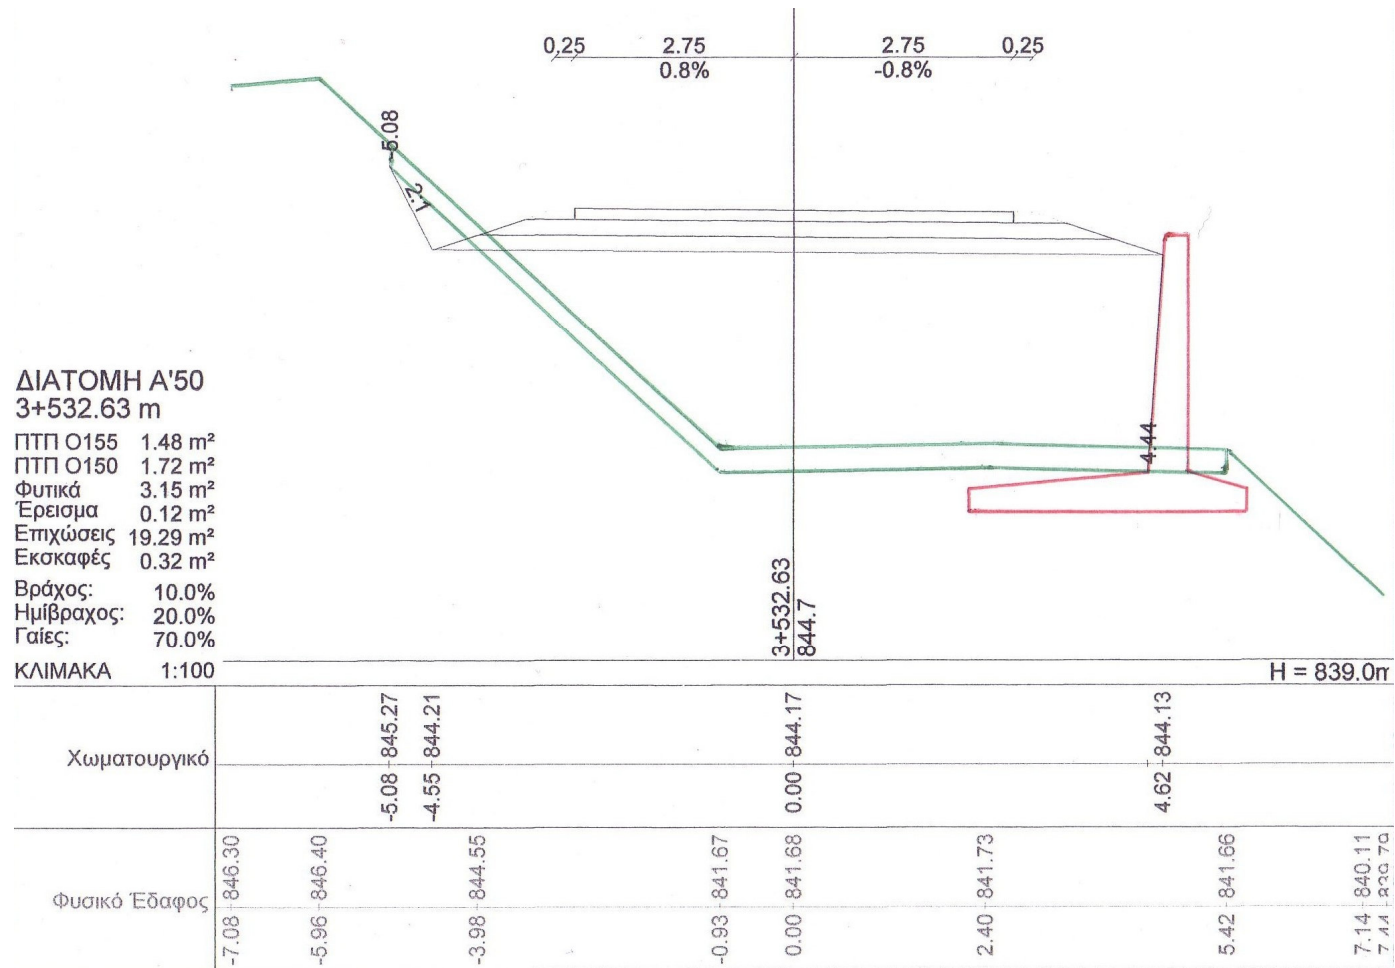 0,25 2.75 2.75 0,25
0.8% -0.8%
-5.08
2:1
4.44
ΔΙΑΤΟΜΗ Α'50
3+532.63 m
ΠΤΠ Ο155 1.48 m²
ΠΤΠ Ο150 1.72 m²
Φυτικά 3.15 m²
Έρεισμα 0.12 m²
Επιχώσεις 19.29 m²
Εκσκαφές 0.32 m²
Βράχος: 10.0%
Ημίβραχος: 20.0%
Γαίες: 70.0%
3+532.63
844.7
ΚΛΙΜΑΚΑ 1:100
H = 839.0m
Χωματουργικό
-5.08 845.27
-4.55 844.21
0.00 844.17
4.62 844.13
Φυσικό Έδαφος
-7.08 846.30
-5.96 846.40
-3.98 844.55
-0.93 841.67
0.00 841.68
2.40 841.73
5.42 841.66
7.14 840.11